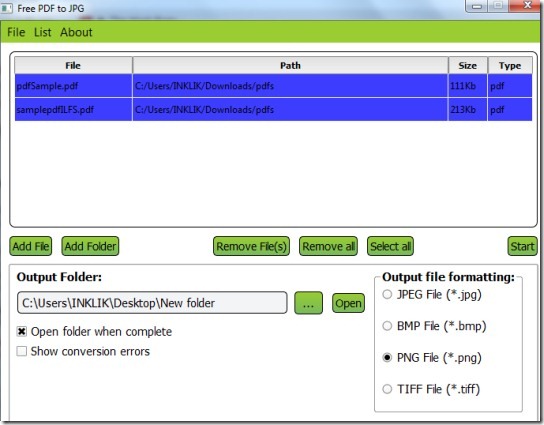 Free PDF to JPG
File List About
File Path Size Type
pdfSample.pdf C:/Users/INKLIK/Downloads/pdfs 111Kb pdf
samplepdfILFS.pdf C:/Users/INKLIK/Downloads/pdfs 213Kb pdf
Add File Add Folder Remove File(s) Remove all Select all Start
Output Folder:
C:\Users\INKLIK\Desktop\New folder ... Open
Open folder when complete
Show conversion errors
Output file formatting:
JPEG File (*.jpg)
BMP File (*.bmp)
PNG File (*.png)
TIFF File (*.tiff)